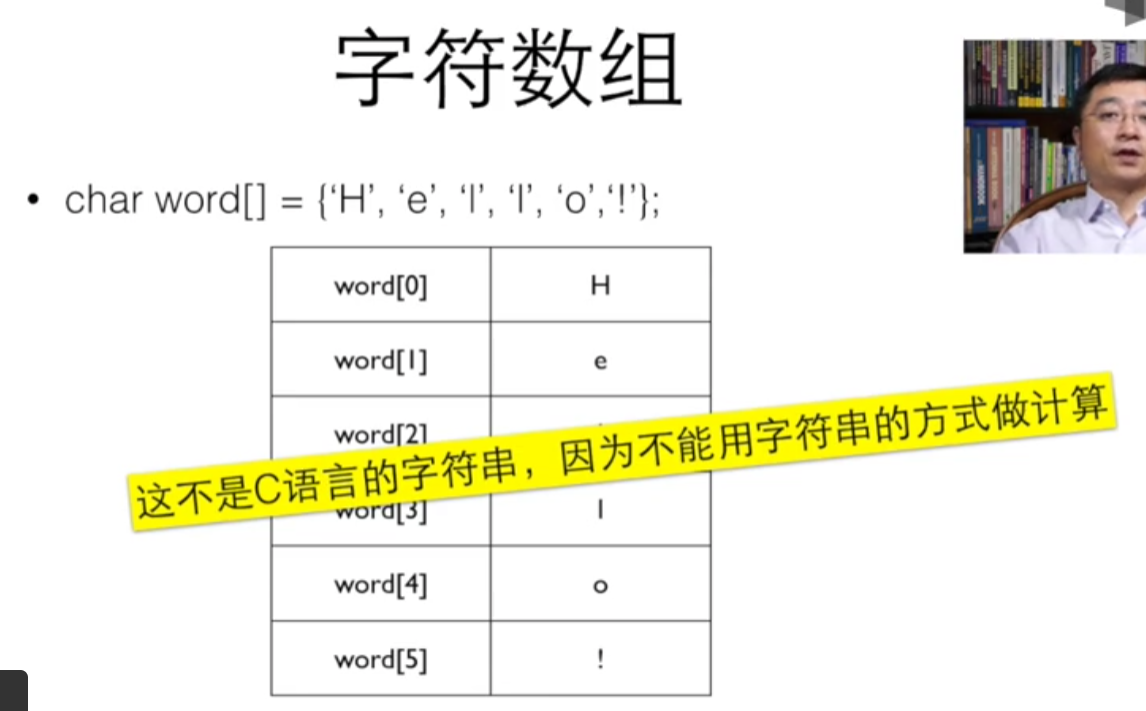 字符数组
• char word[] = {‘H’, ‘e’, ‘l’, ‘l’, ‘o’,‘!’};
word[0] H
word[1] e
word[2]
这不是C语言的字符串，因为不能用字符串的方式做计算
word[3] l
word[4] o
word[5] !